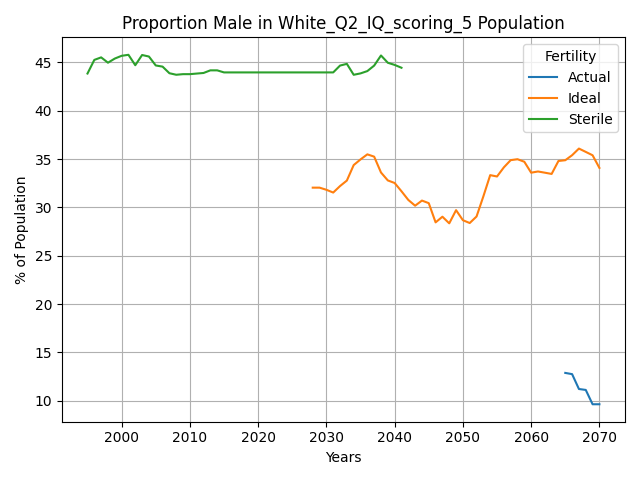 Proportion Male in White_Q2_IQ_scoring_5 Population
Fertility
Actual
Ideal
Sterile
% of Population
45
40
35
30
25
20
15
10
2000 2010 2020 2030 2040 2050 2060 2070
Years